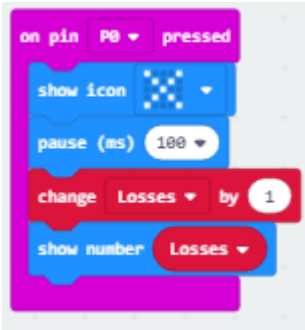 on pin P0 pressed
show icon
pause (ms) 100
change Losses by 1
show number Losses